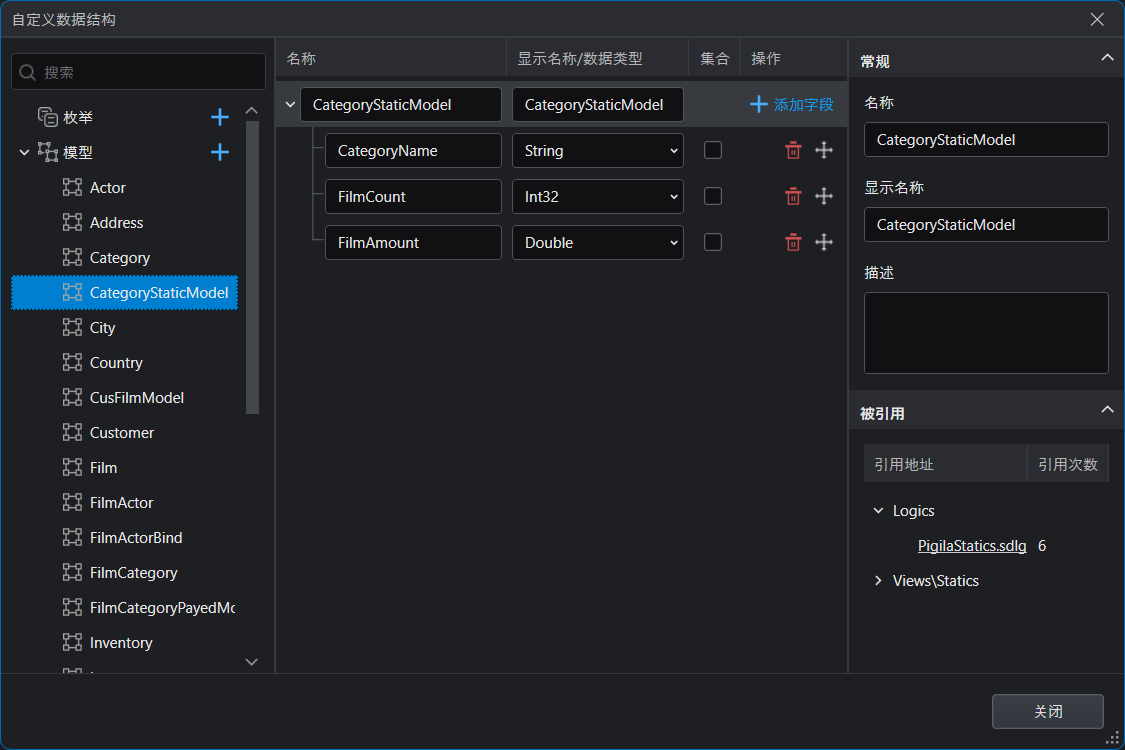 自定义数据结构
搜索
枚举
模型
Actor
Address
Category
CategoryStaticModel
City
Country
CusFilmModel
Customer
Film
FilmActor
FilmActorBind
FilmCategory
FilmCategoryPayedMo
Inventory
名称 显示名称/数据类型 集合 操作
CategoryStaticModel CategoryStaticModel 添加字段
CategoryName String
FilmCount Int32
FilmAmount Double
常规
名称
CategoryStaticModel
显示名称
CategoryStaticModel
描述
被引用
引用地址 引用次数
Logics
PigilaStatics.sdlg 6
Views\Statics
关闭